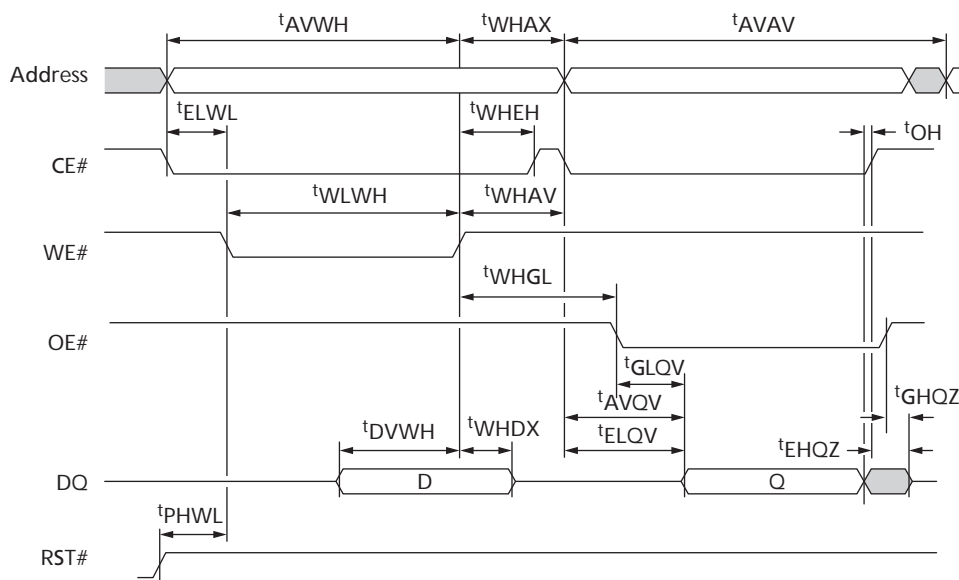 tAVWH tWHAX tAVAV
Address
tELWL tWHEH tOH
CE#
tWLWH tWHAV
WE#
tWHGL
OE#
tGLQV
tAVQV tGHQZ
tDVWH tWHDX tELQV tEHQZ
DQ D Q
tPHWL
RST#